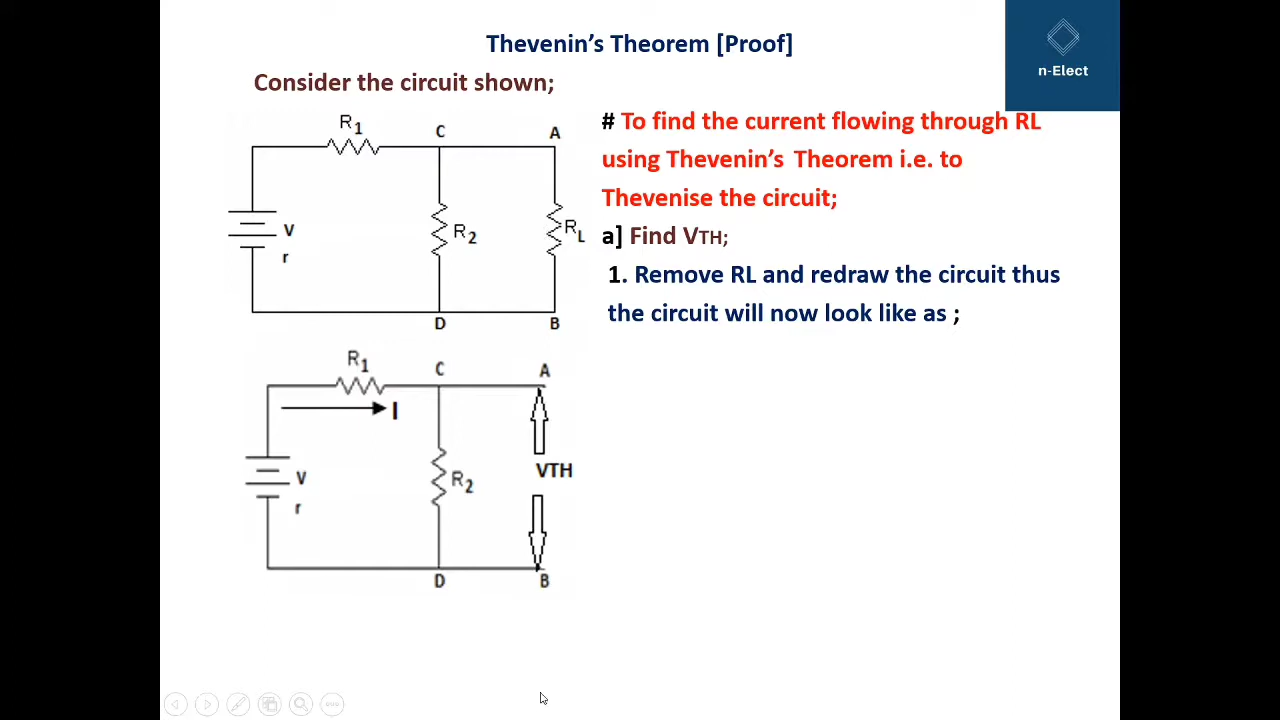 Thevenin's Theorem [Proof]
n-Elect
Consider the circuit shown;
# To find the current flowing through RL
using Thevenin's Theorem i.e. to
Thevenise the circuit;
a] Find VTH;
1. Remove RL and redraw the circuit thus
the circuit will now look like as ;
R1
C
A
V
r
R2
RL
D
B
R1
C
A
I
V
r
R2
VTH
D
B